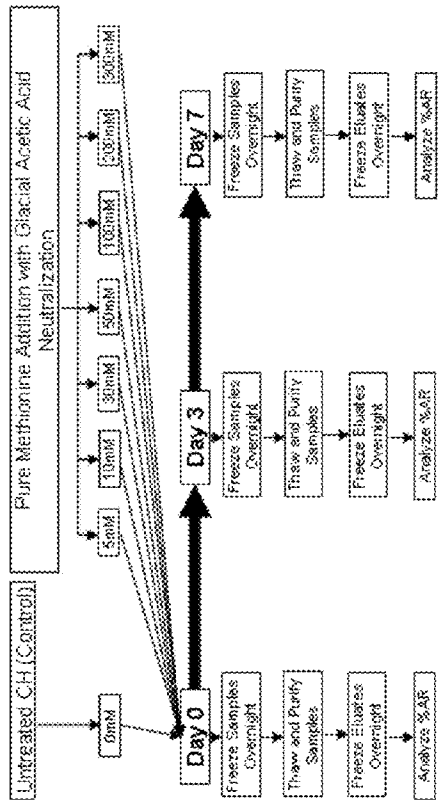 Untreated CH (Control)
Pure Methionine Addition with Glacial Acetic Acid
Neutralization
0mM
5mM
10mM
30mM
50mM
100mM
200mM
300mM
Day 0
Day 3
Day 7
Freeze Samples
Overnight
Thaw and Purify
Samples
Freeze Eluates
Overnight
Analyze %AR
Freeze Samples
Overnight
Thaw and Purify
Samples
Freeze Eluates
Overnight
Analyze %AR
Freeze Samples
Overnight
Thaw and Purify
Samples
Freeze Eluates
Overnight
Analyze %AR